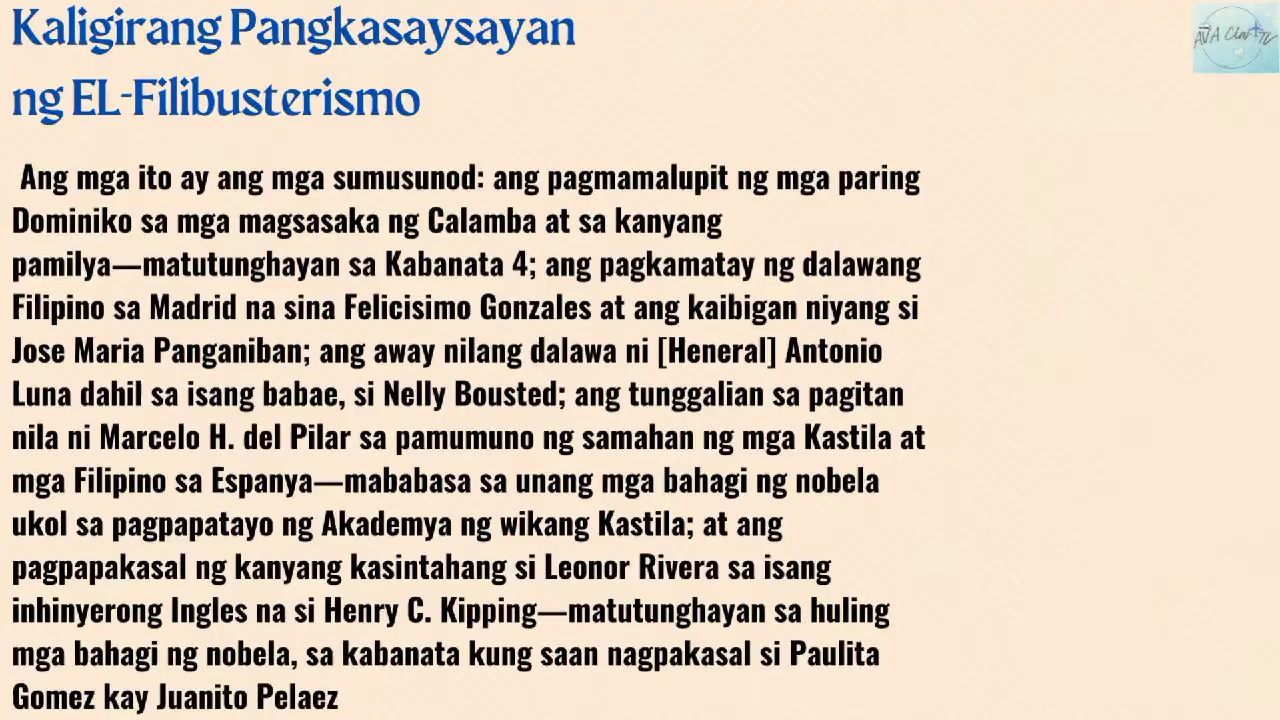 Kaligirang Pangkasaysayan
ng EL-Filibusterismo
Ang mga ito ay ang mga sumusunod: ang pagmamalupit ng mga paring
Dominiko sa mga magsasaka ng Calamba at sa kanyang
pamilya—matutunghayan sa Kabanata 4; ang pagkamatay ng dalawang
Filipino sa Madrid na sina Felicisimo Gonzales at ang kaibigan niyang si
Jose Maria Panganiban; ang away nilang dalawa ni [Heneral] Antonio
Luna dahil sa isang babae, si Nelly Bousted; ang tunggalian sa pagitan
nila ni Marcelo H. del Pilar sa pamumuno ng samahan ng mga Kastila at
mga Filipino sa Espanya—mababasa sa unang mga bahagi ng nobela
ukol sa pagpapatayo ng Akademya ng wikang Kastila; at ang
pagpapakasal ng kanyang kasintahang si Leonor Rivera sa isang
inhinyerong Ingles na si Henry C. Kipping—matutunghayan sa huling
mga bahagi ng nobela, sa kabanata kung saan nagpakasal si Paulita
Gomez kay Juanito Pelaez